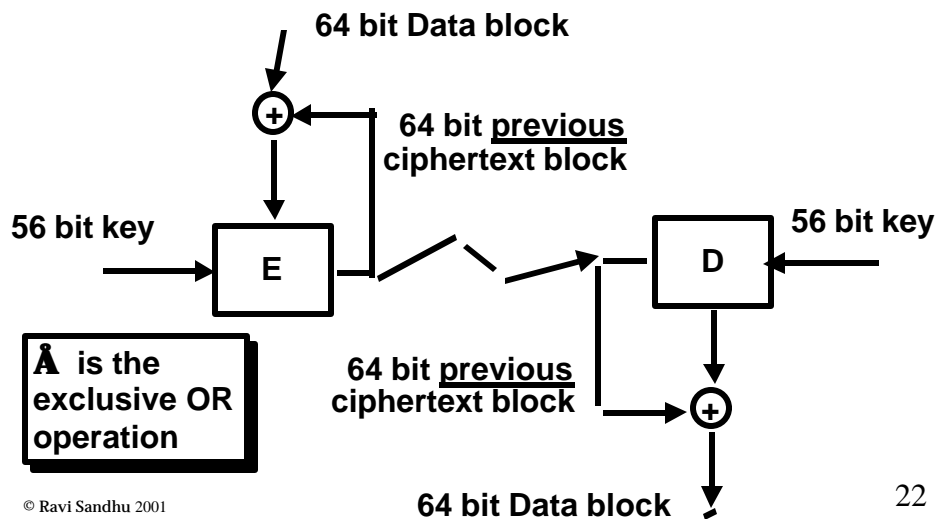 64 bit Data block
+
64 bit previous
ciphertext block
56 bit key
56 bit key
E
D
Å is the
exclusive OR
operation
64 bit previous
ciphertext block
+
64 bit Data block
© Ravi Sandhu 2001
22